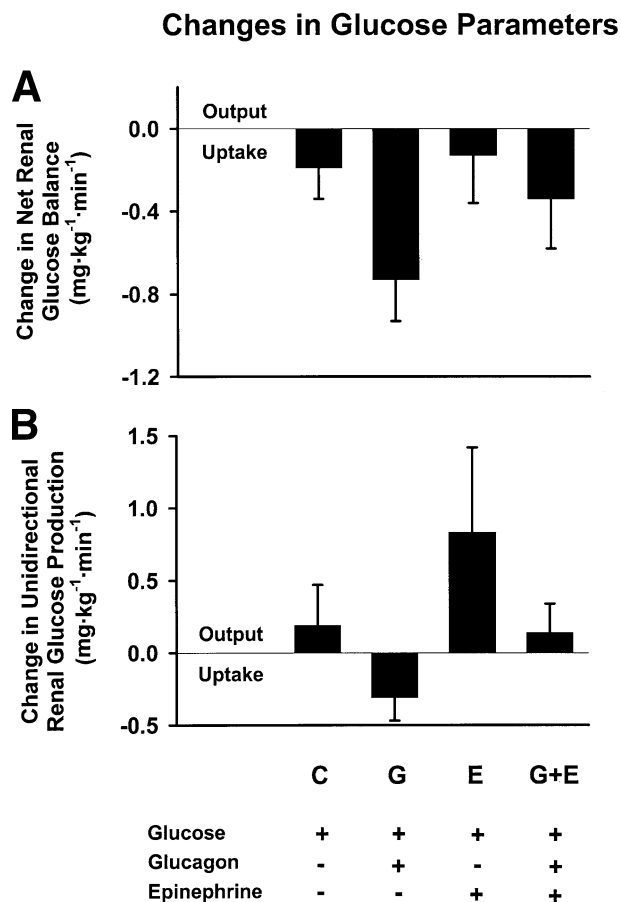 Changes in Glucose Parameters
A
Change in Net Renal
Glucose Balance
(mg·kg⁻¹·min⁻¹)
Output
0.0
Uptake
-0.4
-0.8
-1.2
B
Change in Unidirectional
Renal Glucose Production
(mg·kg⁻¹·min⁻¹)
1.5
1.0
0.5
Output
0.0
Uptake
-0.5
C G E G+E
Glucose + + + +
Glucagon - + - +
Epinephrine - - + +